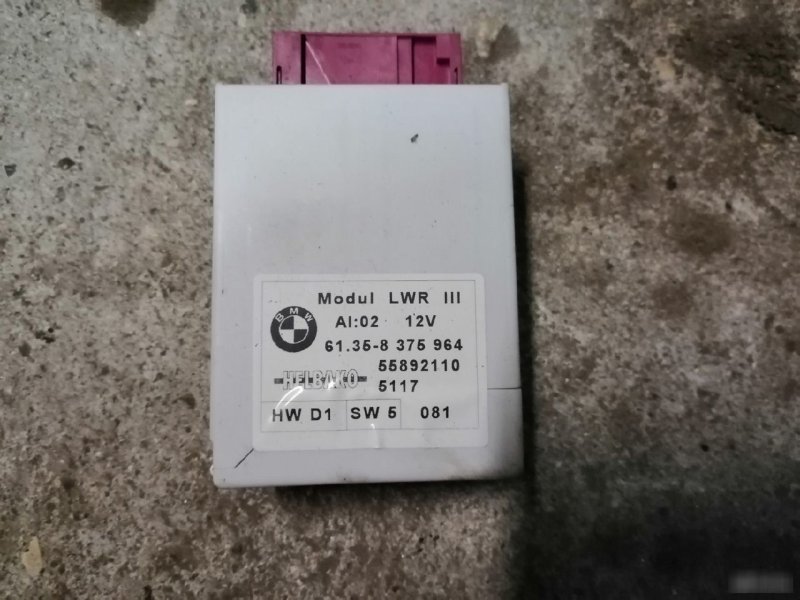 Modul LWR III
BMW
AI:02 12V
61.35-8 375 964
55892110
HELBAKO
5117
HW D1 SW 5 081